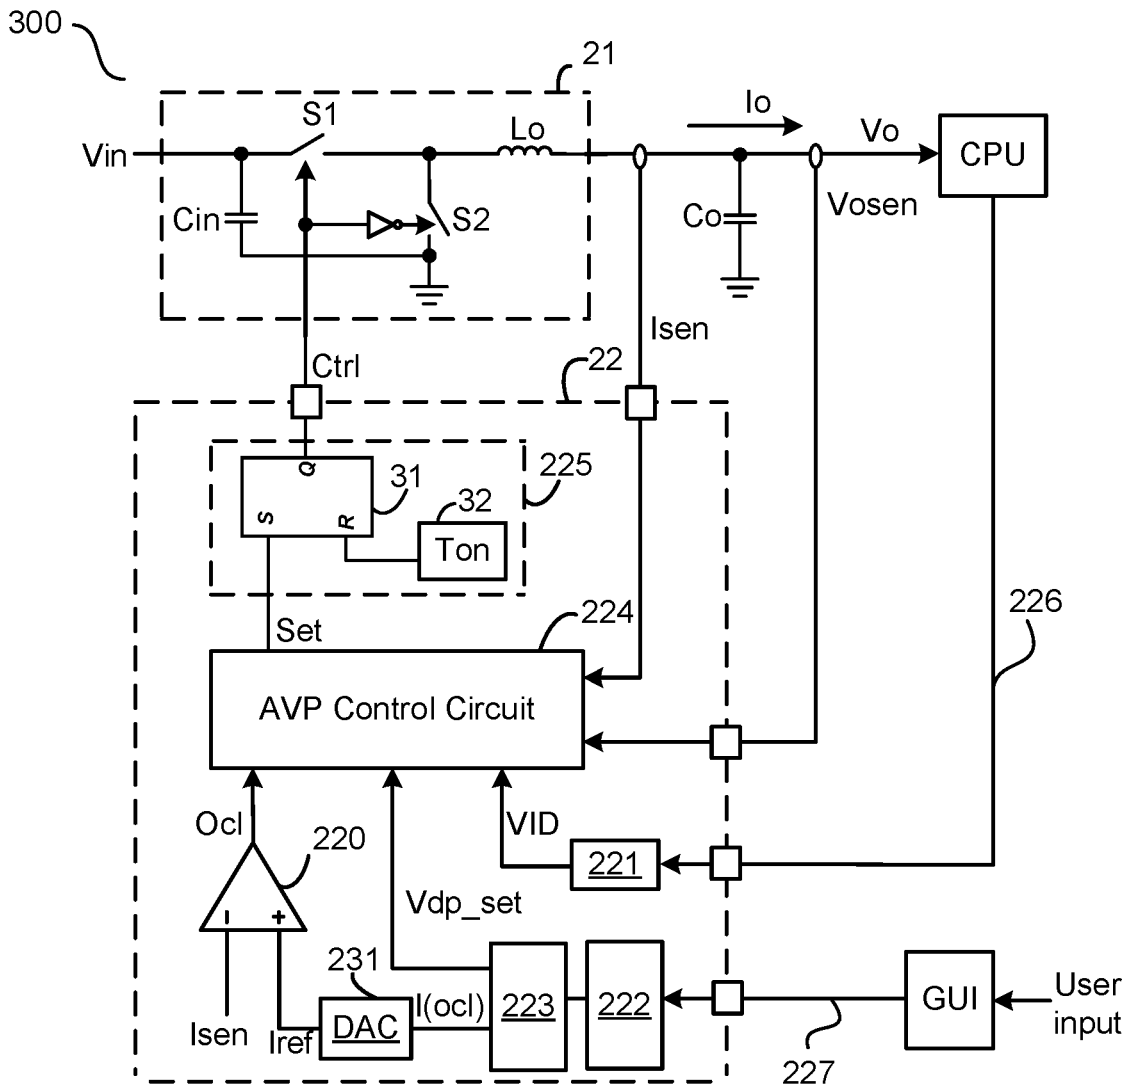 300
21
S1
Lo
Io
Vo
Vin
CPU
Cin
S2
Co
Vosen
Isen
Ctrl
22
Q
31
225
S
R
32
Ton
Set
224
226
AVP Control Circuit
Ocl
220
VID
221
Vdp_set
-
+
231
I(ocl)
223
222
GUI
User
input
Isen
Iref
DAC
227